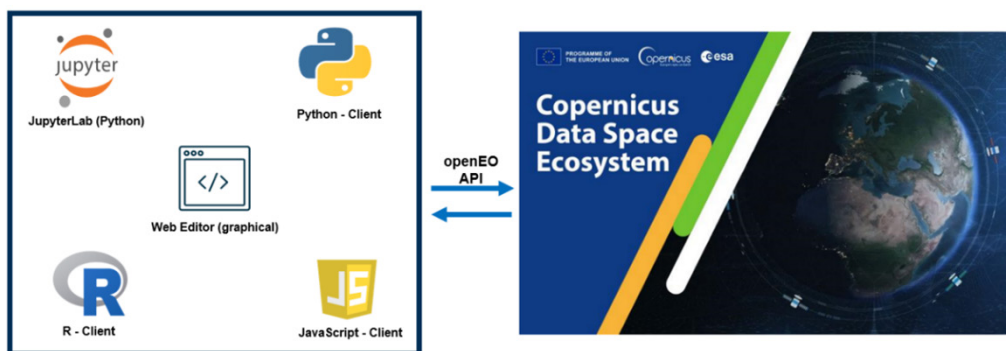 jupyter
JupyterLab (Python)
Python - Client
</>
Web Editor (graphical)
R
R - Client
JS
JavaScript - Client
openEO
API
PROGRAMME OF
THE EUROPEAN UNION
opernicus
esa
Copernicus
Data Space
Ecosystem